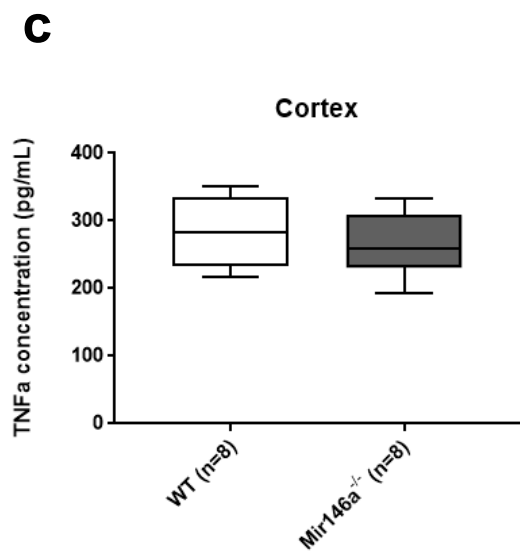 c
Cortex
TNFa concentration (pg/mL)
400
300
200
100
0
WT (n=8)
Mir146a-/- (n=8)